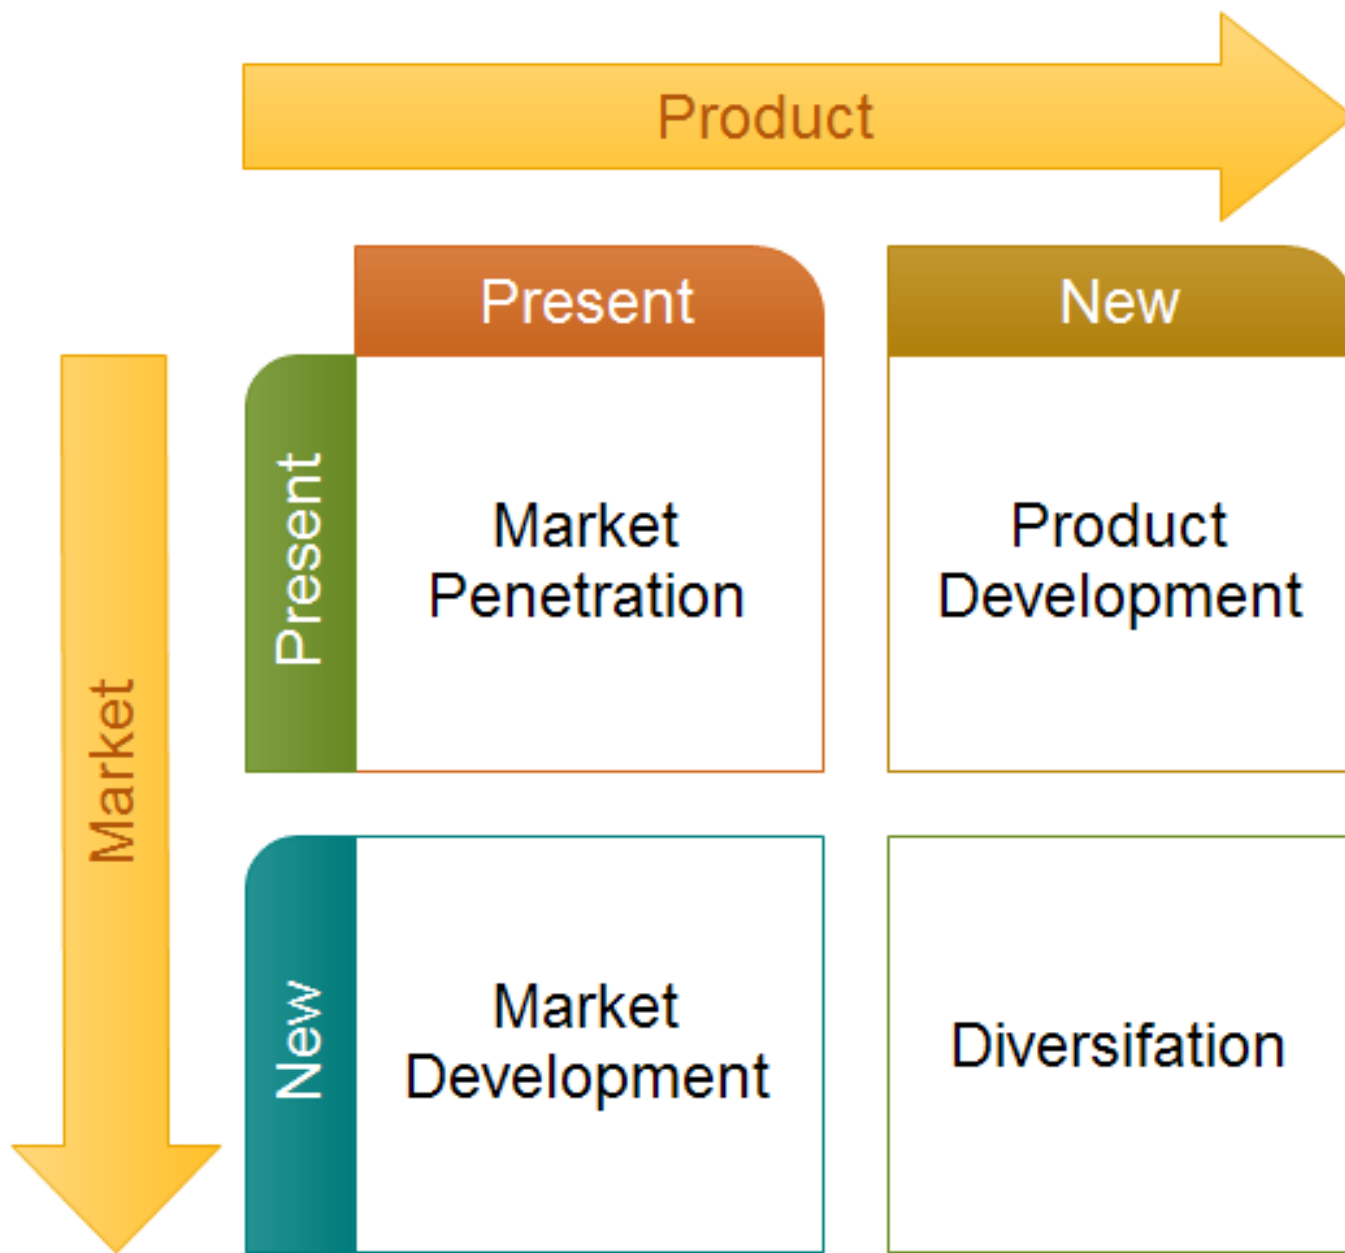 Product
Present
New
Present
Market
Penetration
Product
Development
Market
New
Market
Development
Diversifation